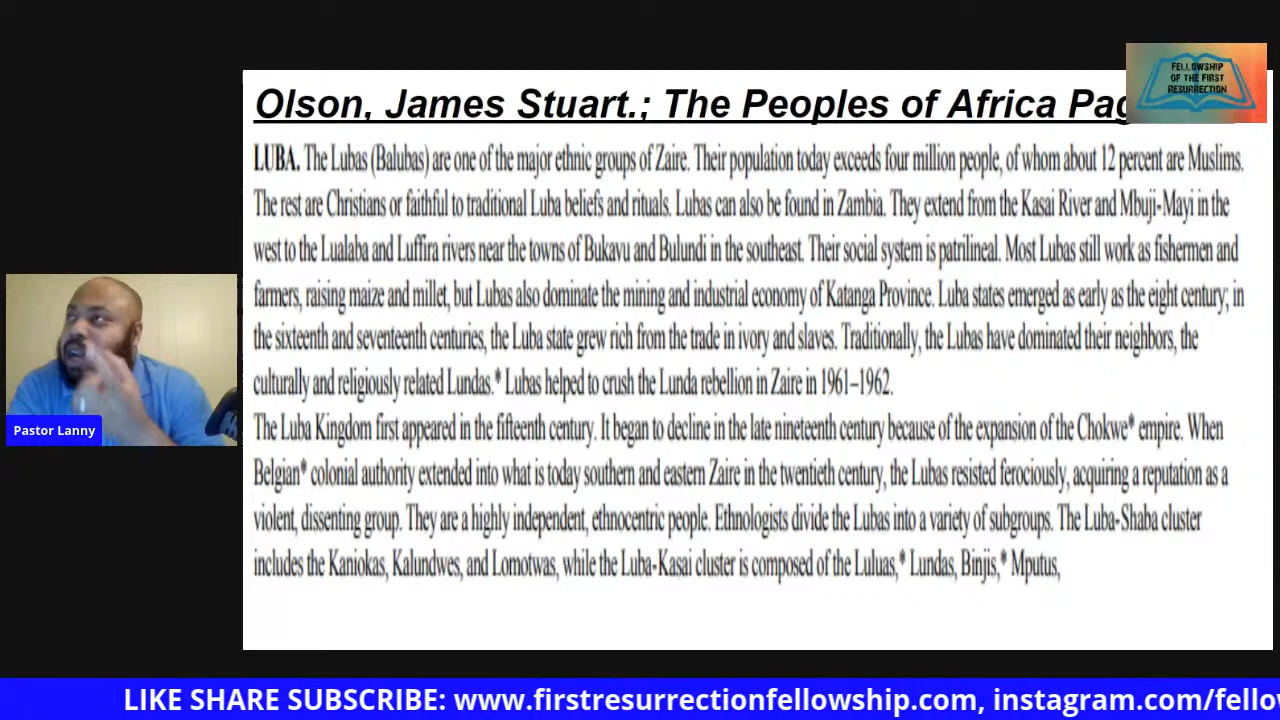 Olson, James Stuart.; The Peoples of Africa
FELLOWSHIP
OF THE FIRST
RESURRECTION
LUBA. The Lubas (Balubas) are one of the major ethnic groups of Zaire. Their population today exceeds four million people, of whom about 12 percent are Muslims.
The rest are Christians or faithful to traditional Luba beliefs and rituals. Lubas can also be found in Zambia. They extend from the Kasai River and Mbuji-Mayi in the
west to the Lualaba and Luffira rivers near the towns of Bukavu and Bulundi in the southeast. Their social system is patrilineal. Most Lubas still work as fishermen and
farmers, raising maize and millet, but Lubas also dominate the mining and industrial economy of Katanga Province. Luba states emerged as early as the eight century; in
the sixteenth and seventeenth centuries, the Luba state grew rich from the trade in ivory and slaves. Traditionally, the Lubas have dominated their neighbors, the
culturally and religiously related Lundas.* Lubas helped to crush the Lunda rebellion in Zaire in 1961–1962.
The Luba Kingdom first appeared in the fifteenth century. It began to decline in the late nineteenth century because of the expansion of the Chokwe* empire. When
Belgian* colonial authority extended into what is today southern and eastern Zaire in the twentieth century, the Lubas resisted ferociously, acquiring a reputation as a
violent, dissenting group. They are a highly independent, ethnocentric people. Ethnologists divide the Lubas into a variety of subgroups. The Luba-Shaba cluster
includes the Kaniokas, Kalundwes, and Lomotwas, while the Luba-Kasai cluster is composed of the Luluas,* Lundas, Binjis,* Mputus,
Pastor Lanny
LIKE SHARE SUBSCRIBE: www.firstresurrectionfellowship.com, instagram.com/fello